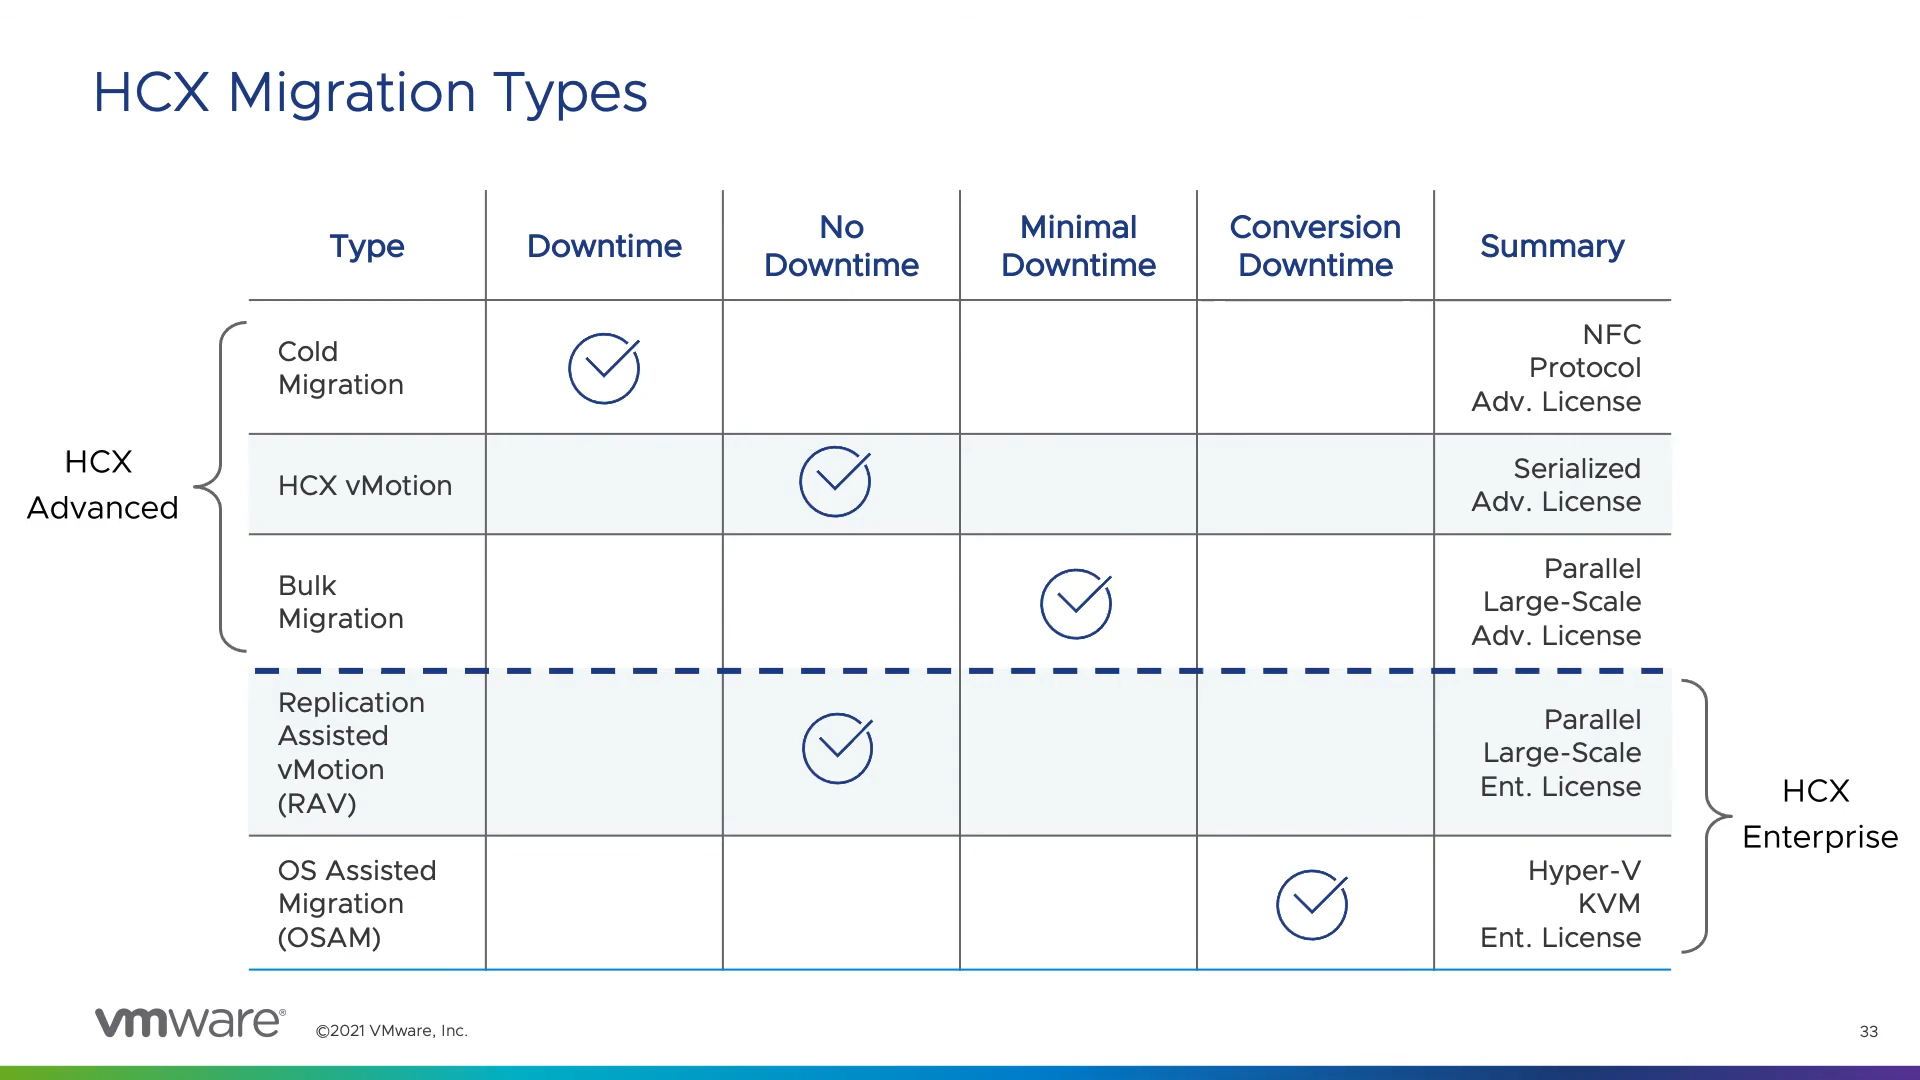 HCX Migration Types
Type
Downtime
No
Downtime
Minimal
Downtime
Conversion
Downtime
Summary
HCX
Advanced
Cold
Migration
NFC
Protocol
Adv. License
HCX vMotion
Serialized
Adv. License
Bulk
Migration
Parallel
Large-Scale
Adv. License
Replication
Assisted
vMotion
(RAV)
Parallel
Large-Scale
Ent. License
HCX
Enterprise
OS Assisted
Migration
(OSAM)
Hyper-V
KVM
Ent. License
vmware®
©2021 VMware, Inc.
33